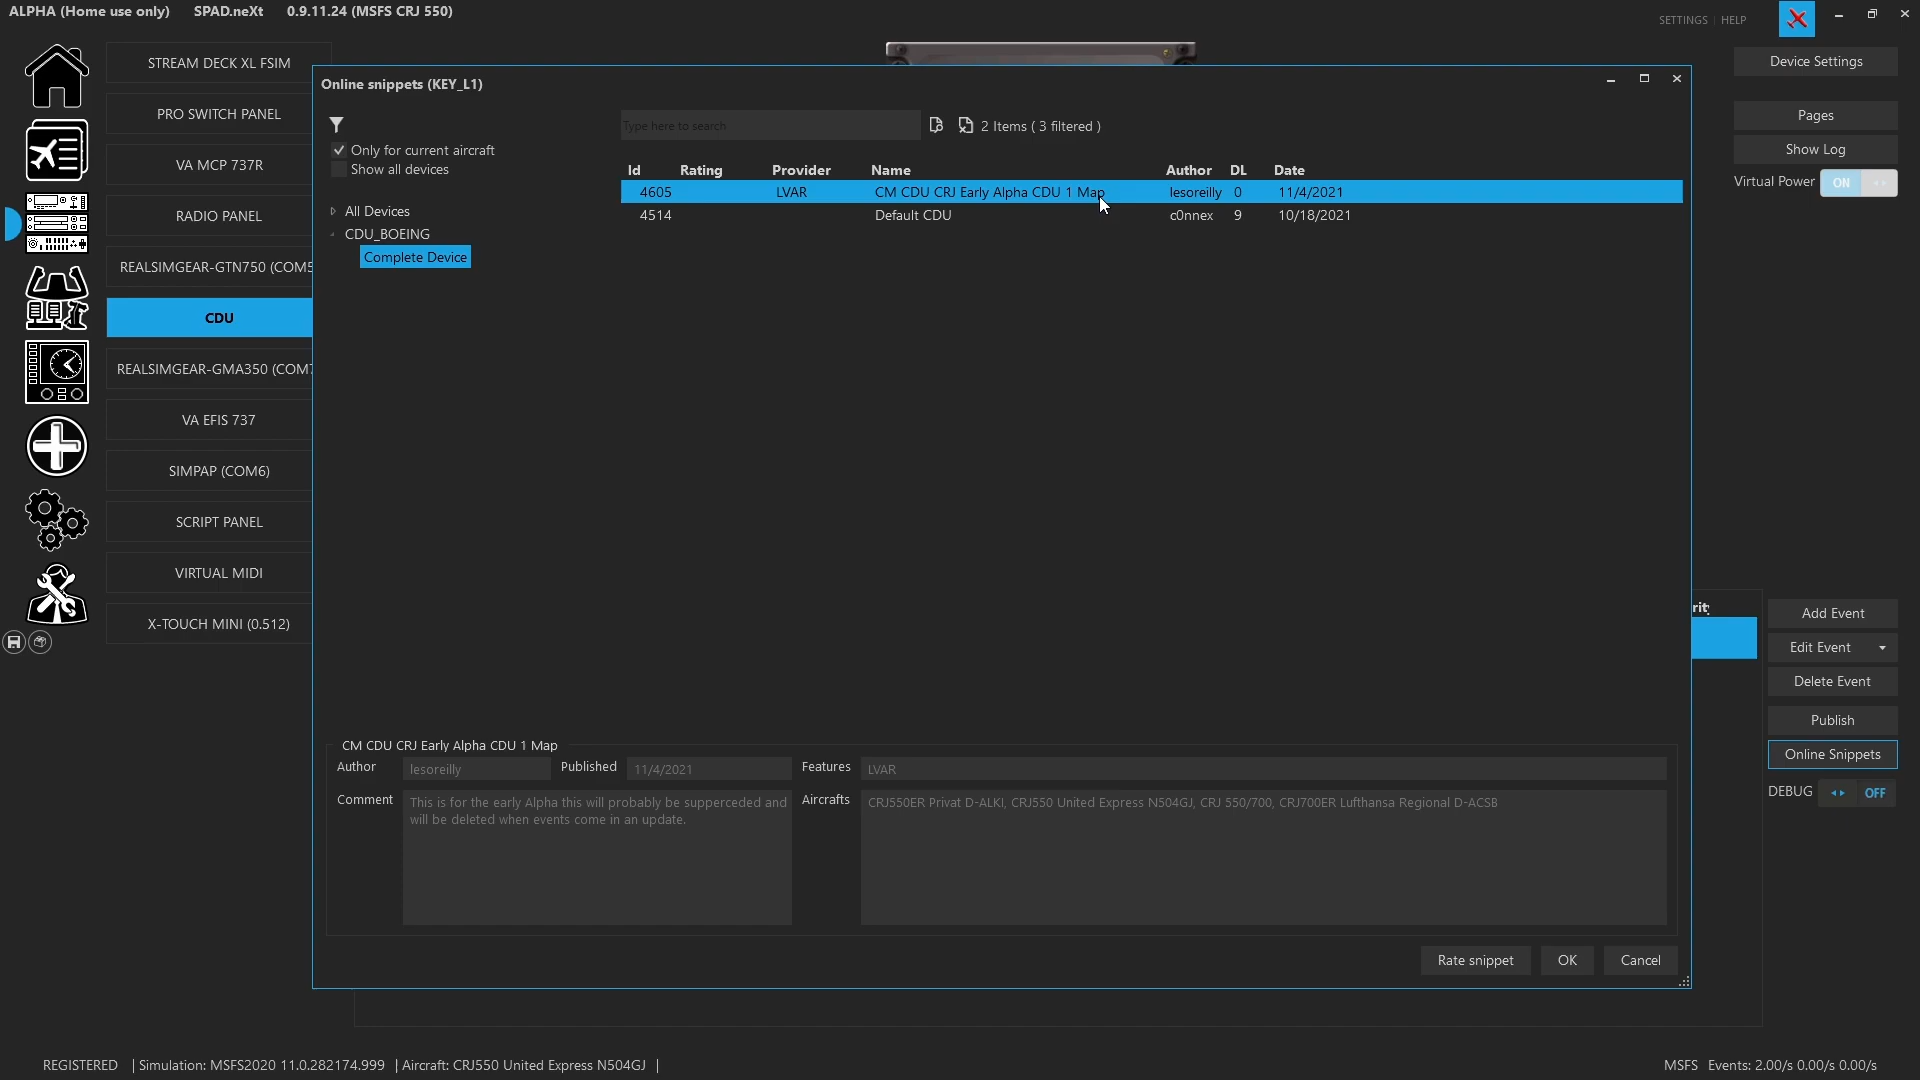 ALPHA (Home use only) SPAD.neXt 0.9.11.24 (MSFS CRJ 550)
SETTINGS | HELP
STREAM DECK XL FSIM
PRO SWITCH PANEL
VA MCP 737R
RADIO PANEL
REALSIMGEAR-GTN750 (COM5
CDU
REALSIMGEAR-GMA350 (COM7
VA EFIS 737
SIMPAP (COM6)
SCRIPT PANEL
VIRTUAL MIDI
X-TOUCH MINI (0.512)
Online snippets (KEY_L1)
Only for current aircraft
Show all devices
All Devices
CDU_BOEING
Complete Device
Type here to search
2 Items ( 3 filtered )
Id Rating Provider Name Author DL Date
4605 LVAR CM CDU CRJ Early Alpha CDU 1 Map lesoreilly 0 11/4/2021
4514 Default CDU c0nnex 9 10/18/2021
CM CDU CRJ Early Alpha CDU 1 Map
Author lesoreilly Published 11/4/2021 Features LVAR
Comment This is for the early Alpha this will probably be supperceded and
will be deleted when events come in an update.
Aircrafts CRJ550ER Privat D-ALKI, CRJ550 United Express N504GJ, CRJ 550/700, CRJ700ER Lufthansa Regional D-ACSB
Rate snippet OK Cancel
Device Settings
Pages
Show Log
Virtual Power ON
rity
Add Event
Edit Event
Delete Event
Publish
Online Snippets
DEBUG OFF
REGISTERED | Simulation: MSFS2020 11.0.282174.999 | Aircraft: CRJ550 United Express N504GJ |
MSFS Events: 2.00/s 0.00/s 0.00/s